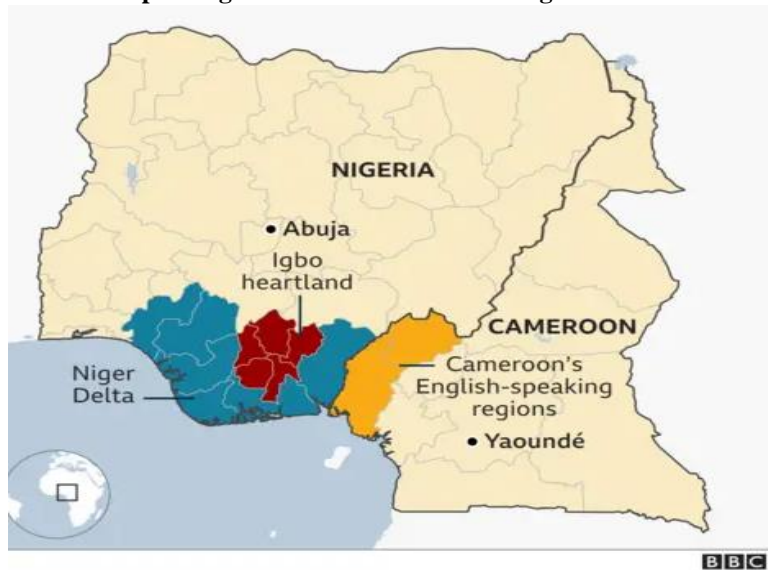 NIGERIA
Abuja
Igbo
heartland
CAMEROON
Niger
Delta
Cameroon's
English-speaking
regions
Yaoundé
BBC